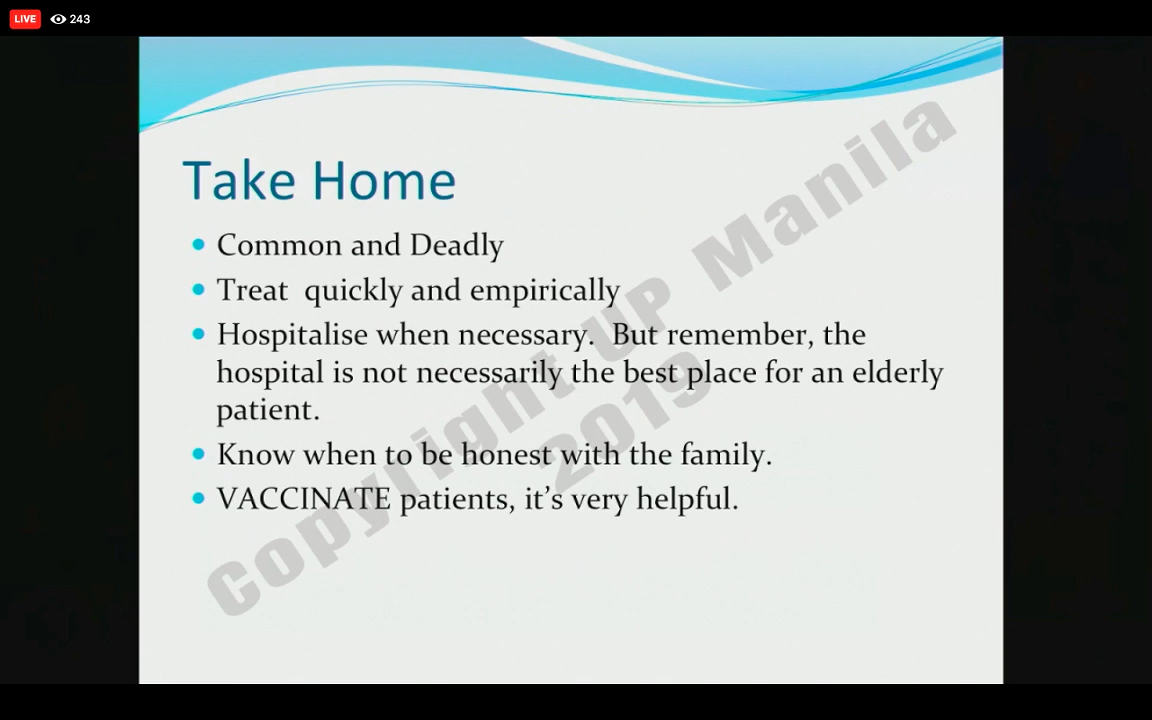 LIVE 243
Take Home
Common and Deadly
Treat  quickly and empirically
Hospitalise when necessary.  But remember, the
hospital is not necessarily the best place for an elderly
patient.
Know when to be honest with the family.
VACCINATE patients, it’s very helpful.
Copyright UP Manila
2019